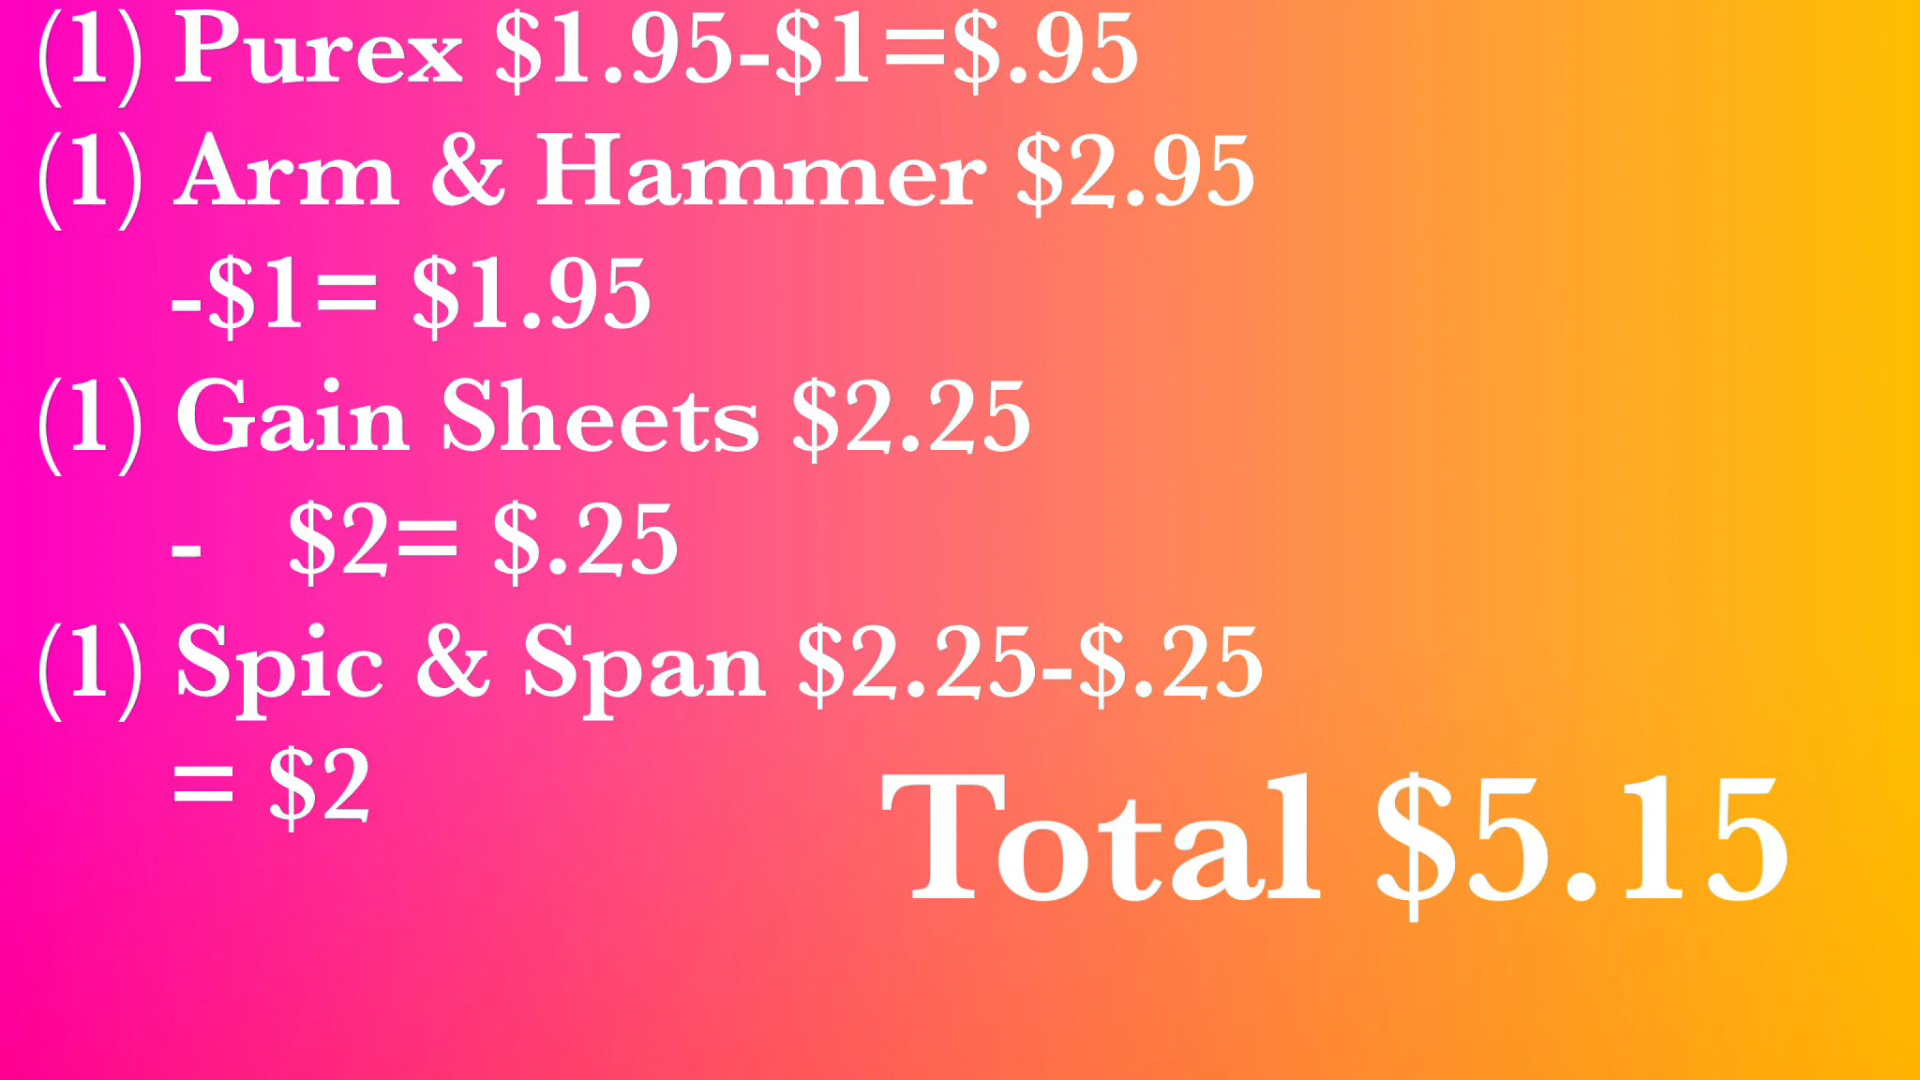 (1) Purex $1.95-$1=$.95
(1) Arm & Hammer $2.95
-$1= $1.95
(1) Gain Sheets $2.25
- $2= $.25
(1) Spic & Span $2.25-$.25
= $2
Total $5.15